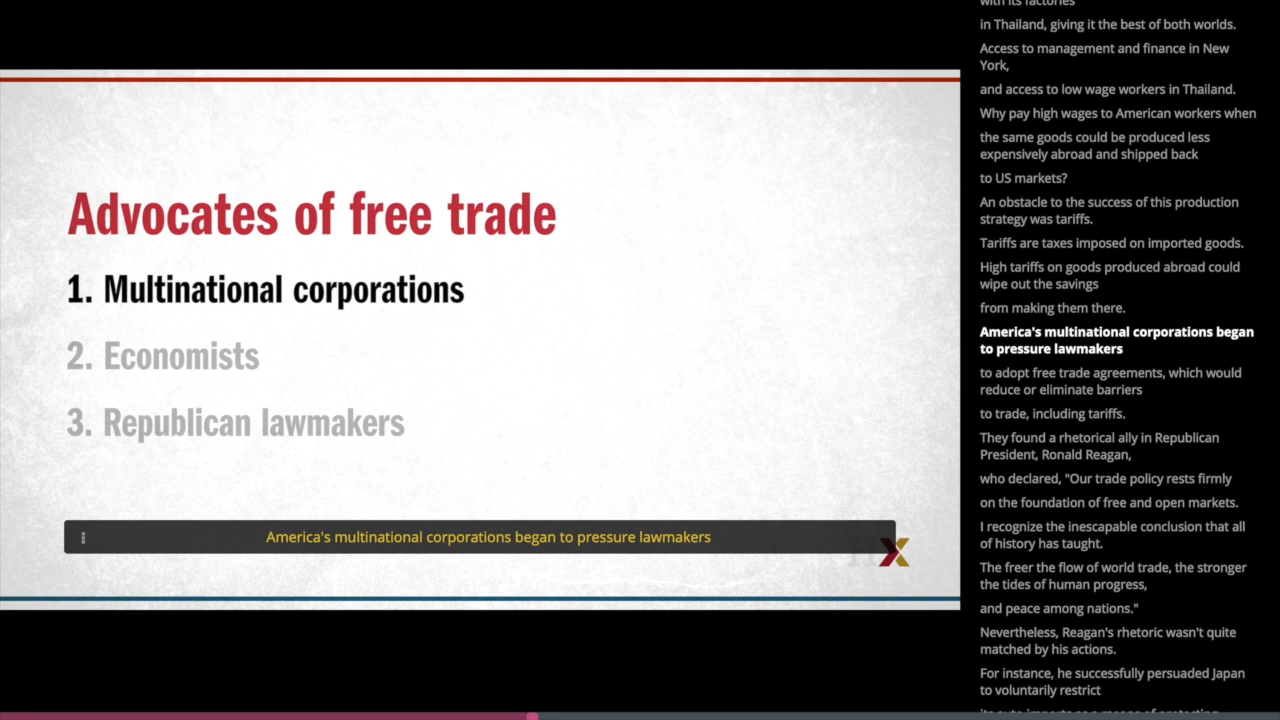 Advocates of free trade
1. Multinational corporations
2. Economists
3. Republican lawmakers
America's multinational corporations began to pressure lawmakers
in Thailand, giving it the best of both worlds.
Access to management and finance in New
York,
and access to low wage workers in Thailand.
Why pay high wages to American workers when
the same goods could be produced less
expensively abroad and shipped back
to US markets?
An obstacle to the success of this production
strategy was tariffs.
Tariffs are taxes imposed on imported goods.
High tariffs on goods produced abroad could
wipe out the savings
from making them there.
America's multinational corporations began
to pressure lawmakers
to adopt free trade agreements, which would
reduce or eliminate barriers
to trade, including tariffs.
They found a rhetorical ally in Republican
President, Ronald Reagan,
who declared, "Our trade policy rests firmly
on the foundation of free and open markets.
I recognize the inescapable conclusion that all
of history has taught.
The freer the flow of world trade, the stronger
the tides of human progress,
and peace among nations."
Nevertheless, Reagan's rhetoric wasn't quite
matched by his actions.
For instance, he successfully persuaded Japan
to voluntarily restrict